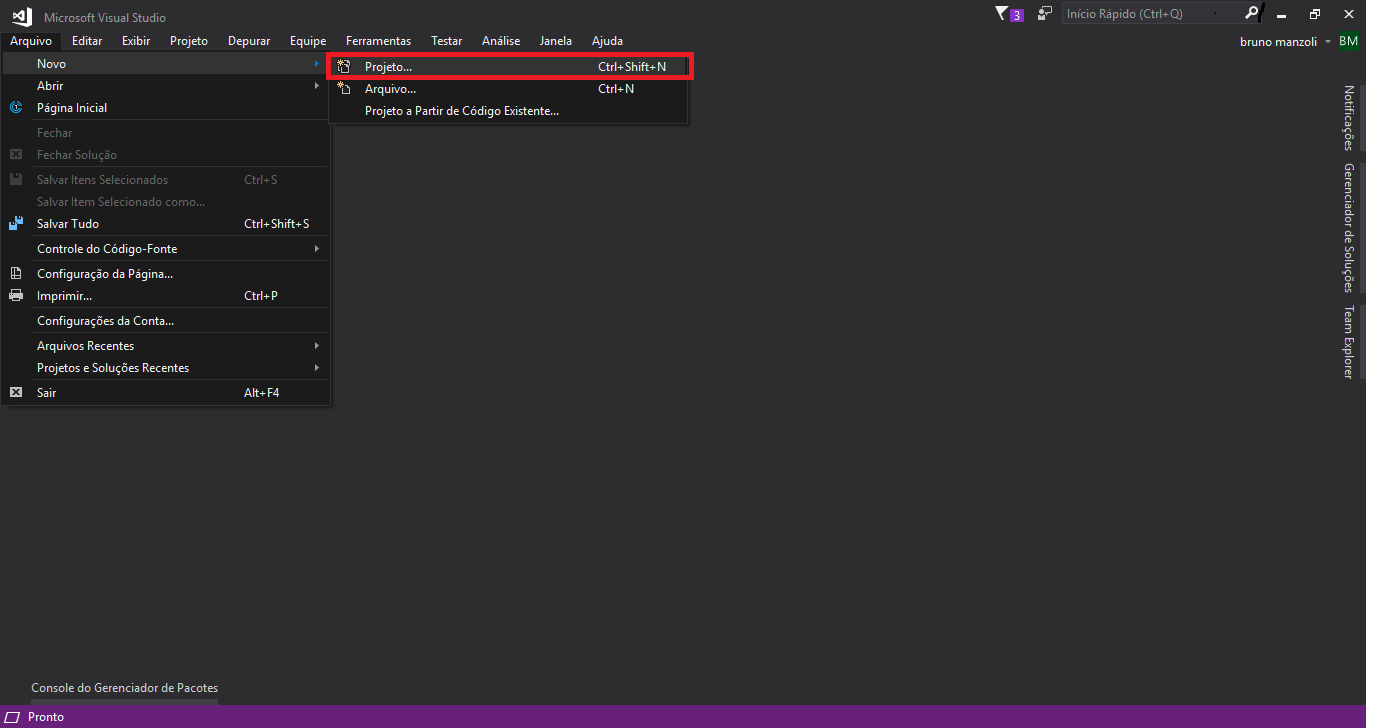 Microsoft Visual Studio
3
Início Rápido (Ctrl+Q)
Arquivo Editar Exibir Projeto Depurar Equipe Ferramentas Testar Análise Janela Ajuda
bruno manzoli BM
Novo
Projeto... Ctrl+Shift+N
Arquivo... Ctrl+N
Projeto a Partir de Código Existente...
Abrir
Página Inicial
Fechar
Fechar Solução
Salvar Itens Selecionados Ctrl+S
Salvar Item Selecionado como...
Salvar Tudo Ctrl+Shift+S
Controle do Código-Fonte
Configuração da Página...
Imprimir... Ctrl+P
Configurações da Conta...
Arquivos Recentes
Projetos e Soluções Recentes
Sair Alt+F4
Notificações
Gerenciador de Soluções
Team Explorer
Console do Gerenciador de Pacotes
Pronto